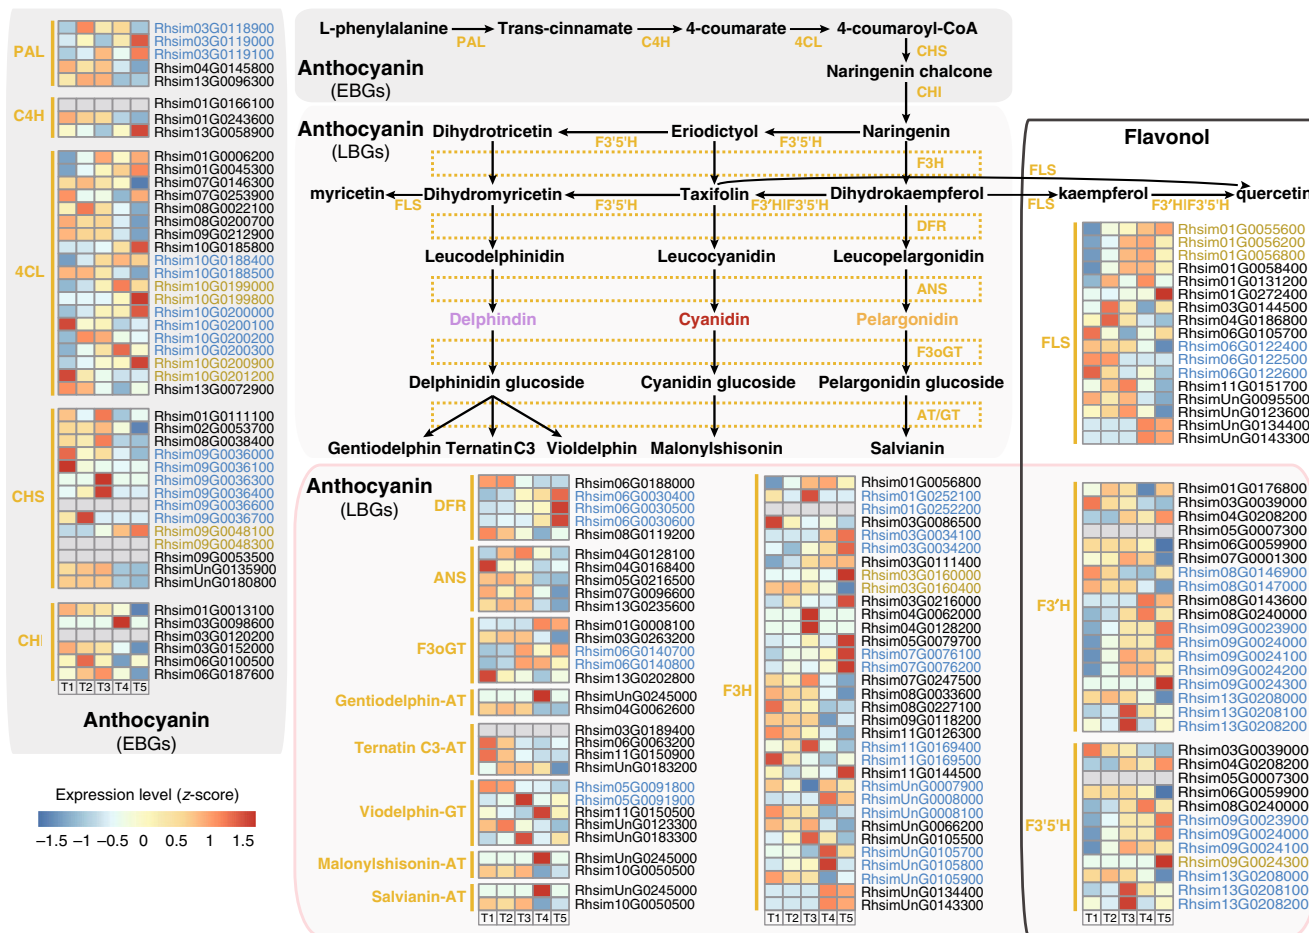 PAL
Rhsim03G0118900
Rhsim03G0119000
Rhsim03G0119100
Rhsim04G0145800
Rhsim13G0096300
C4H
Rhsim01G0166100
Rhsim01G0243600
Rhsim13G0058900
4CL
Rhsim01G0006200
Rhsim01G0045300
Rhsim07G0146300
Rhsim07G0253900
Rhsim08G0022100
Rhsim08G0200700
Rhsim09G0212900
Rhsim10G0185800
Rhsim10G0188400
Rhsim10G0188500
Rhsim10G0199000
Rhsim10G0199800
Rhsim10G0200000
Rhsim10G0200100
Rhsim10G0200200
Rhsim10G0200300
Rhsim10G0200900
Rhsim10G0201200
Rhsim13G0072900
CHS
Rhsim01G0111100
Rhsim02G0053700
Rhsim08G0038400
Rhsim09G0036000
Rhsim09G0036100
Rhsim09G0036300
Rhsim09G0036400
Rhsim09G0036600
Rhsim09G0036700
Rhsim09G0048100
Rhsim09G0048300
Rhsim09G0053500
RhsimUnG0135900
RhsimUnG0180800
CHI
Rhsim01G0013100
Rhsim03G0098600
Rhsim03G0120200
Rhsim03G0152000
Rhsim06G0100500
Rhsim06G0187600
T1 T2 T3 T4 T5
Anthocyanin
(EBGs)
Expression level (z-score)
−1.5 −1 −0.5 0 0.5 1 1.5
L-phenylalanine Trans-cinnamate 4-coumarate 4-coumaroyl-CoA
PAL C4H 4CL
CHS
Anthocyanin
(EBGs)
Naringenin chalcone
CHI
Anthocyanin
(LBGs)
Dihydrotricetin Eriodictyol Naringenin
F3'5'H F3'5'H
F3H
FLS
myricetin Dihydromyricetin Taxifolin Dihydrokaempferol kaempferol quercetin
FLS F3'5'H F3'H|F3'5'H FLS F3'H|F3'5'H
DFR
Leucodelphinidin Leucocyanidin Leucopelargonidin
ANS
Delphindin Cyanidin Pelargonidin
F3oGT
Delphinidin glucoside Cyanidin glucoside Pelargonidin glucoside
AT/GT
Gentiodelphin TernatinC3 Violdelphin Malonylshisonin Salvianin
Anthocyanin
(LBGs)
DFR
Rhsim06G0188000
Rhsim06G0030400
Rhsim06G0030500
Rhsim06G0030600
Rhsim08G0119200
ANS
Rhsim04G0128100
Rhsim04G0168400
Rhsim05G0216500
Rhsim07G0096600
Rhsim13G0235600
F3oGT
Rhsim01G0008100
Rhsim03G0263200
Rhsim06G0140700
Rhsim06G0140800
Rhsim13G0202800
Gentiodelphin-AT
RhsimUnG0245000
Rhsim04G0062600
Ternatin C3-AT
Rhsim03G0189400
Rhsim06G0063200
Rhsim11G0150900
RhsimUnG0183200
Viodelphin-GT
Rhsim05G0091800
Rhsim05G0091900
Rhsim11G0150500
RhsimUnG0123300
RhsimUnG0183300
Malonylshisonin-AT
RhsimUnG0245000
Rhsim10G0050500
Salvianin-AT
RhsimUnG0245000
Rhsim10G0050500
T1 T2 T3 T4 T5
F3H
Rhsim01G0056800
Rhsim01G0252100
Rhsim01G0252200
Rhsim03G0086500
Rhsim03G0034100
Rhsim03G0034200
Rhsim03G0111400
Rhsim03G0160000
Rhsim03G0160400
Rhsim03G0216000
Rhsim04G0062000
Rhsim04G0128200
Rhsim05G0079700
Rhsim07G0076100
Rhsim07G0076200
Rhsim07G0247500
Rhsim08G0033600
Rhsim08G0227100
Rhsim09G0118200
Rhsim11G0126300
Rhsim11G0169400
Rhsim11G0169500
Rhsim11G0144500
RhsimUnG0007900
RhsimUnG0008000
RhsimUnG0008100
RhsimUnG0066200
RhsimUnG0105500
RhsimUnG0105700
RhsimUnG0105800
RhsimUnG0105900
RhsimUnG0134400
RhsimUnG0143300
T1 T2 T3 T4 T5
Flavonol
FLS
Rhsim01G0055600
Rhsim01G0056200
Rhsim01G0056800
Rhsim01G0058400
Rhsim01G0131200
Rhsim01G0272400
Rhsim03G0144500
Rhsim04G0186800
Rhsim06G0105700
Rhsim06G0122400
Rhsim06G0122500
Rhsim06G0122600
Rhsim11G0151700
RhsimUnG0095500
RhsimUnG0123600
RhsimUnG0134400
RhsimUnG0143300
F3'H
Rhsim01G0176800
Rhsim03G0039000
Rhsim04G0208200
Rhsim05G0007300
Rhsim06G0059900
Rhsim07G0001300
Rhsim08G0146900
Rhsim08G0147000
Rhsim08G0143600
Rhsim08G0240000
Rhsim09G0023900
Rhsim09G0024000
Rhsim09G0024100
Rhsim09G0024200
Rhsim09G0024300
Rhsim13G0208000
Rhsim13G0208100
Rhsim13G0208200
F3'5'H
Rhsim03G0039000
Rhsim04G0208200
Rhsim05G0007300
Rhsim06G0059900
Rhsim08G0240000
Rhsim09G0023900
Rhsim09G0024000
Rhsim09G0024100
Rhsim09G0024300
Rhsim13G0208000
Rhsim13G0208100
Rhsim13G0208200
T1 T2 T3 T4 T5